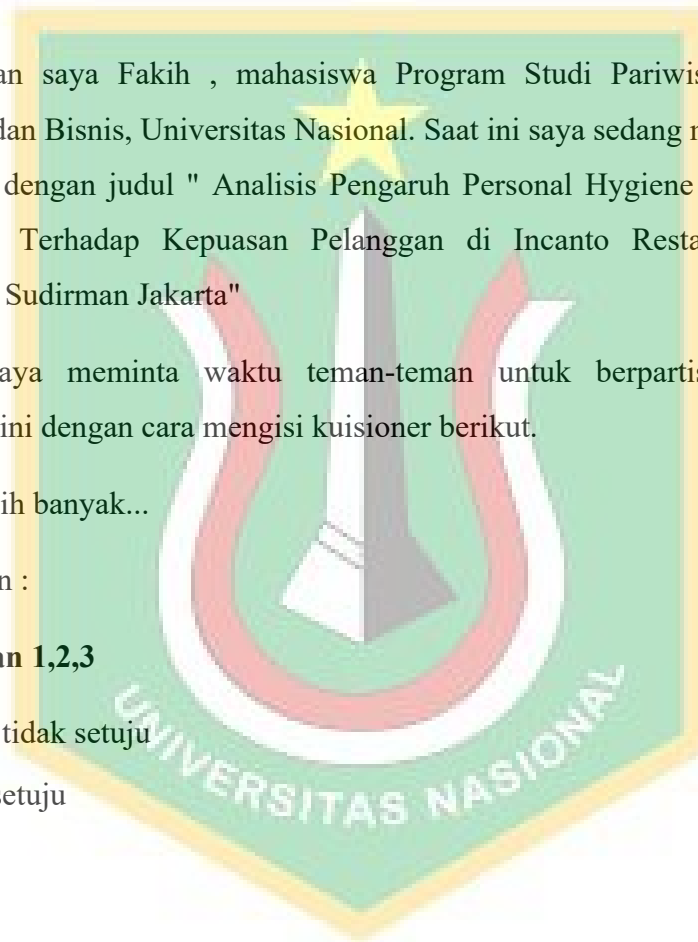 an saya Fakih , mahasiswa Program Studi Pariwis
dan Bisnis, Universitas Nasional. Saat ini saya sedang
dengan judul " Analisis Pengaruh Personal Hygiene
Terhadap Kepuasan Pelanggan di Incanto Resta
Sudirman Jakarta"
aya meminta waktu teman-teman untuk berpartis
ini dengan cara mengisi kuisioner berikut.
ih banyak...
n :
an 1,2,3
tidak setuju
setuju
UNIVERSITAS NASIONAL